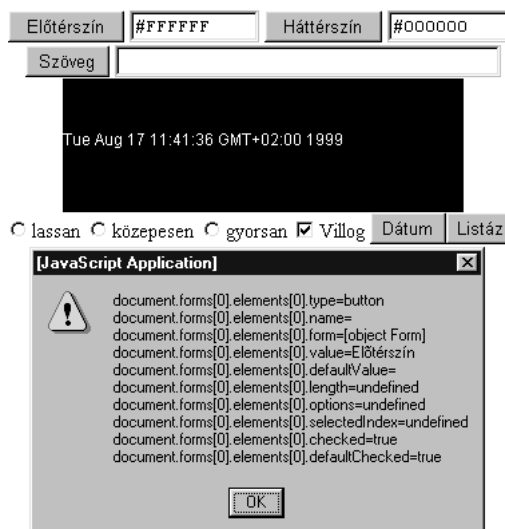 Előtérszín #FFFFFF Háttérszín #000000
Szöveg
Tue Aug 17 11:41:36 GMT+02:00 1999
lassan közepesen gyorsan Villog Dátum Listáz
[JavaScript Application]
document.forms[0].elements[0].type=button
document.forms[0].elements[0].name=
document.forms[0].elements[0].form=[object Form]
document.forms[0].elements[0].value=Előtérszín
document.forms[0].elements[0].defaultValue=
document.forms[0].elements[0].length=undefined
document.forms[0].elements[0].options=undefined
document.forms[0].elements[0].selectedIndex=undefined
document.forms[0].elements[0].checked=true
document.forms[0].elements[0].defaultChecked=true
OK